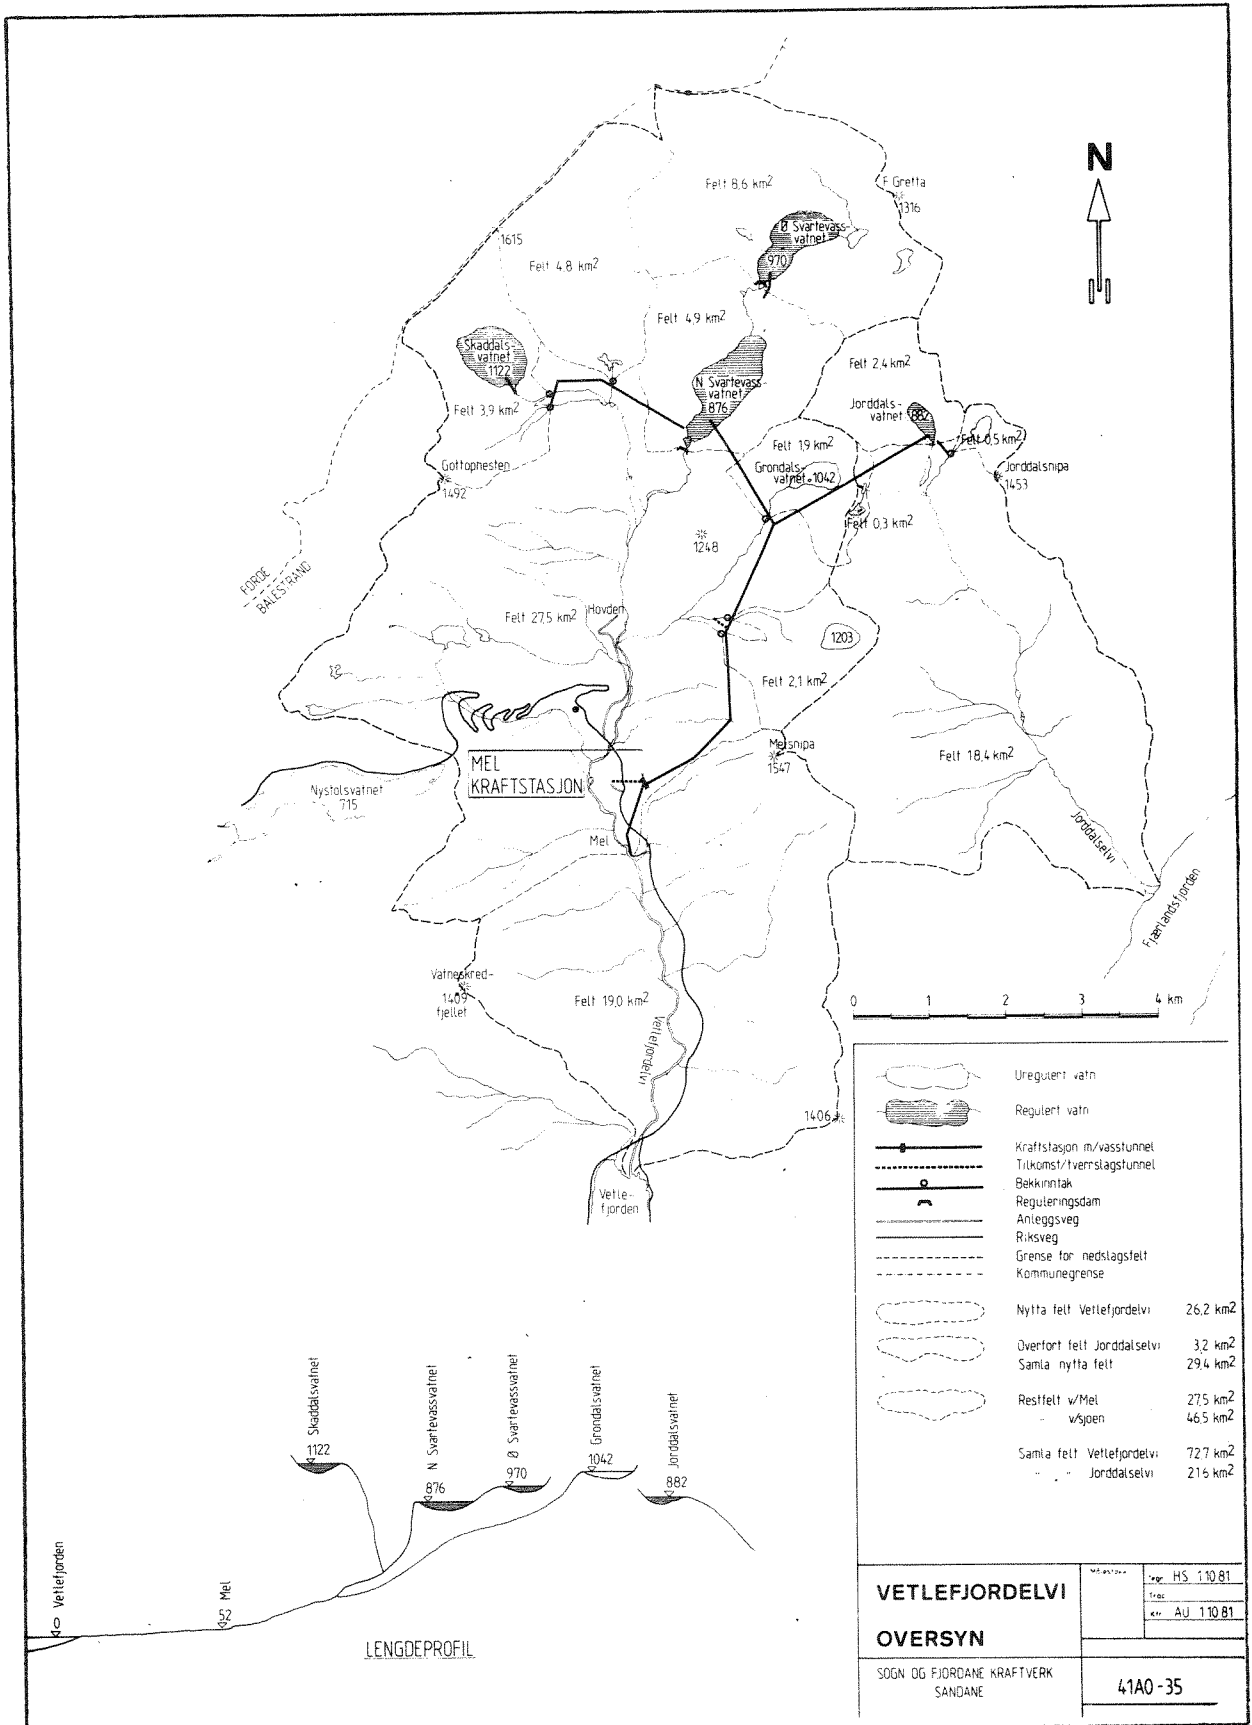 N
Felt 8,6 km2
F Gretta
1316
Ø Svartevass-
vatnet
970
1615
Felt 4,8 km2
Felt 4,9 km2
Skaddals-
vatnet
1122
Felt 3,9 km2
N Svartevass-
vatnet
876
Felt 2,4 km2
Jorddals-
vatnet
882
Felt 0,5 km2
Felt 1,9 km2
Grondals-
vatnet 1042
Jorddalsnipa
1453
Gottophesten
1492
Felt 0,3 km2
1248
FORDE
BALESTRAND
Hovden
Felt 27,5 km2
1203
Felt 2,1 km2
Melsnipa
1547
Felt 18,4 km2
MEL
KRAFTSTASJON
Nystolsvatnet
715
Mel
Jorddalselvi
Fjærlandsfjorden
Vatneskred-
1409
fjellet
Felt 19,0 km2
Vetlefjordelvi
1406
Vetle-
fjorden
0 1 2 3 4 km
Uregulert vatn
Regulert vatn
Kraftstasjon m/vasstunnel
Tilkomst/tverrslagstunnel
Bekkinntak
Reguleringsdam
Anleggsveg
Riksveg
Grense for nedslagsfelt
Kommunegrense
Nytta felt Vetlefjordelvi 26,2 km2
Overfort felt Jorddalselvi 3,2 km2
Samla nytta felt 29,4 km2
Restfelt v/Mel 27,5 km2
" v/sjoen 46,5 km2
Samla felt Vetlefjordelvi 72,7 km2
" " Jorddalselvi 21,6 km2
Skaddalsvatnet
1122
N Svartevassvatnet
876
Ø Svartevassvatnet
970
Grondalsvatnet
1042
Jorddalsvatnet
882
Vetlefjorden
0
Mel
52
LENGDEPROFIL
VETLEFJORDELVI
OVERSYN
SOGN OG FJORDANE KRAFTVERK
SANDANE
Målestokk
Tegn HS 1 10 81
Trac
Ktr AU 1 10 81
41A0-35